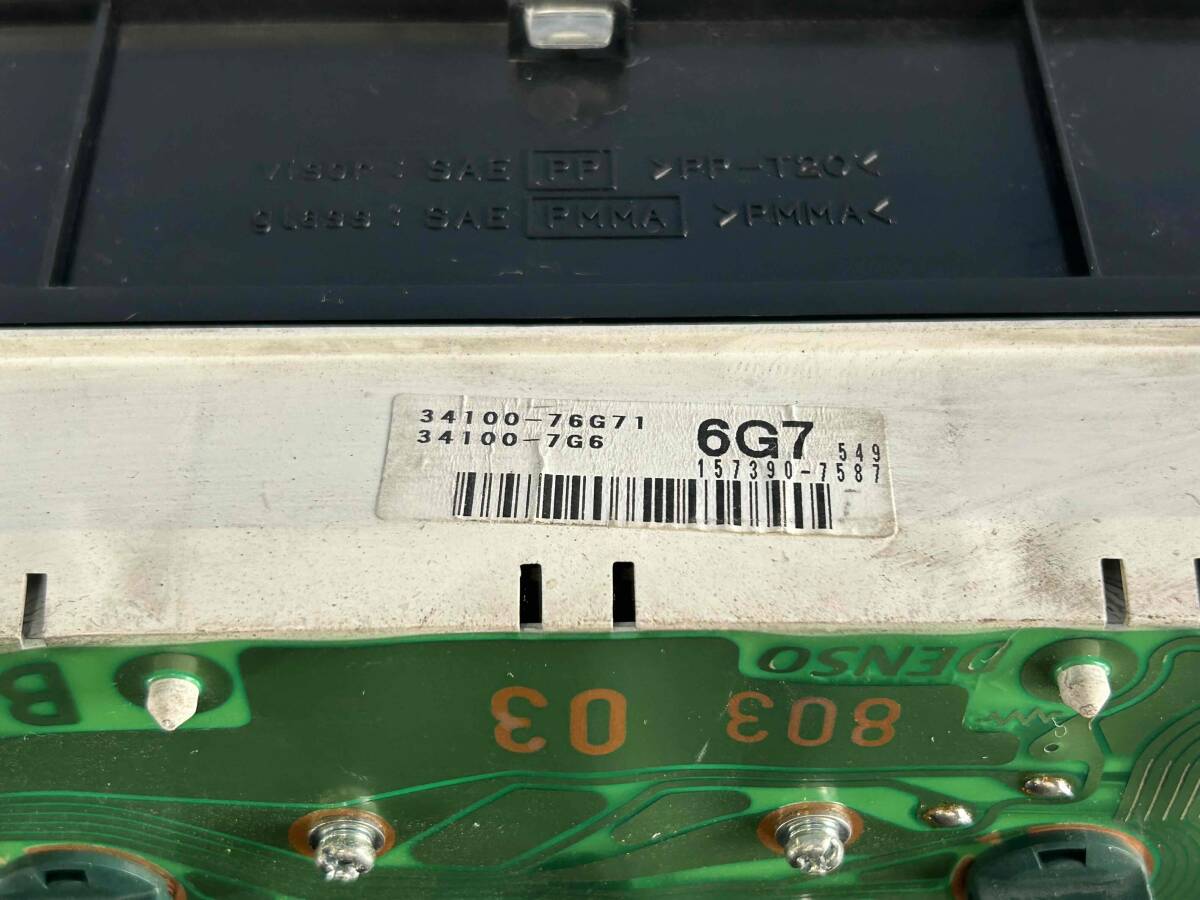 visor : SAE PP >PP-T20<
glass : SAE PMMA >PMMA<
34100-76G71
34100-7G6
6G7
549
157390-7587
DENSO
B
803
03